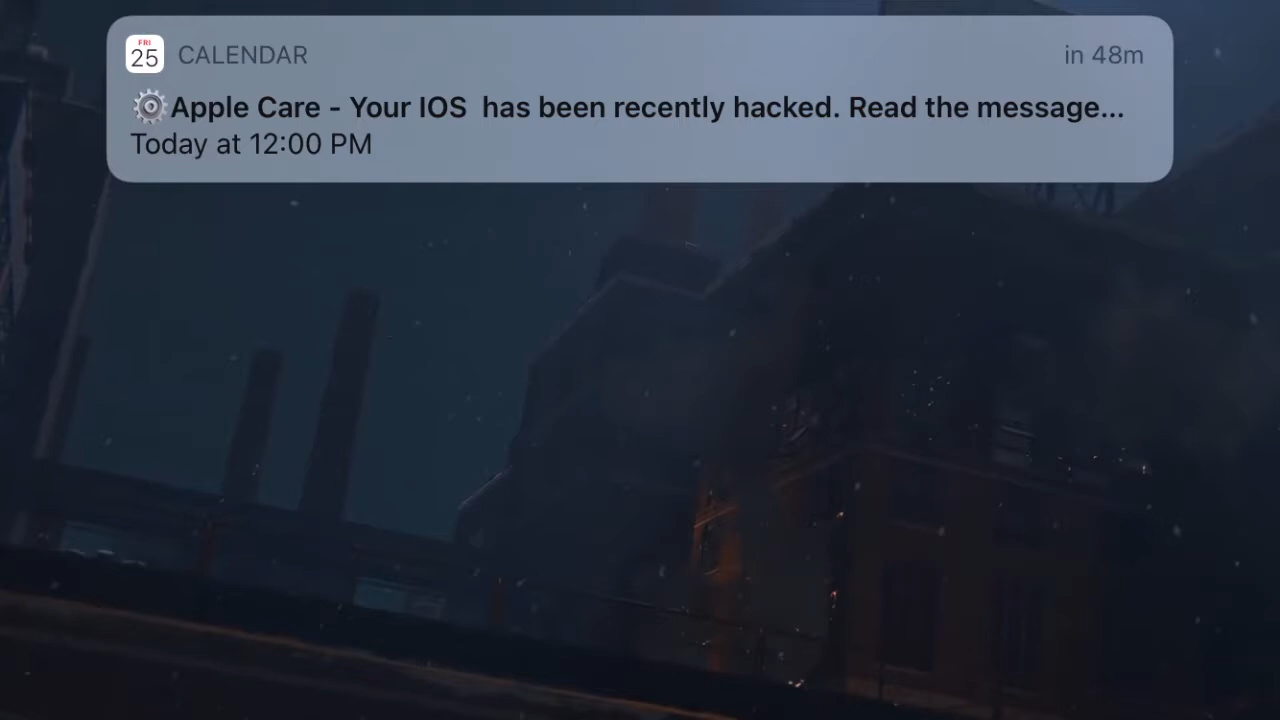 FRI
25
CALENDAR
in 48m
Apple Care - Your IOS  has been recently hacked. Read the message...
Today at 12:00 PM